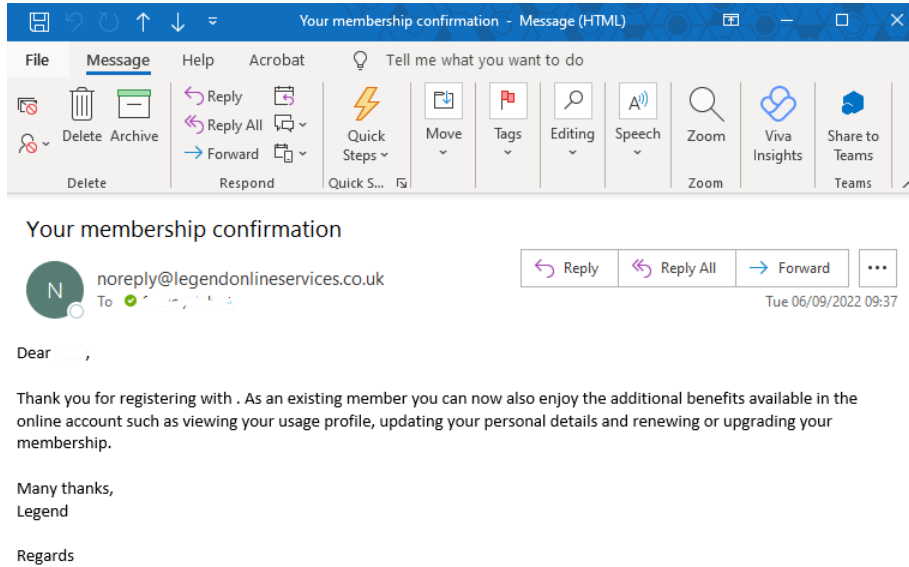 Your membership confirmation - Message (HTML)
File Message Help Acrobat Tell me what you want to do
Delete Archive
Reply
Reply All
Forward
Quick Steps
Move
Tags
Editing
Speech
Zoom
Viva Insights
Share to Teams
Delete Respond Quick S... Zoom Teams
Your membership confirmation
N
noreply@legendonlineservices.co.uk
To
Reply Reply All Forward
Tue 06/09/2022 09:37
Dear ,
Thank you for registering with . As an existing member you can now also enjoy the additional benefits available in the
online account such as viewing your usage profile, updating your personal details and renewing or upgrading your
membership.
Many thanks,
Legend
Regards